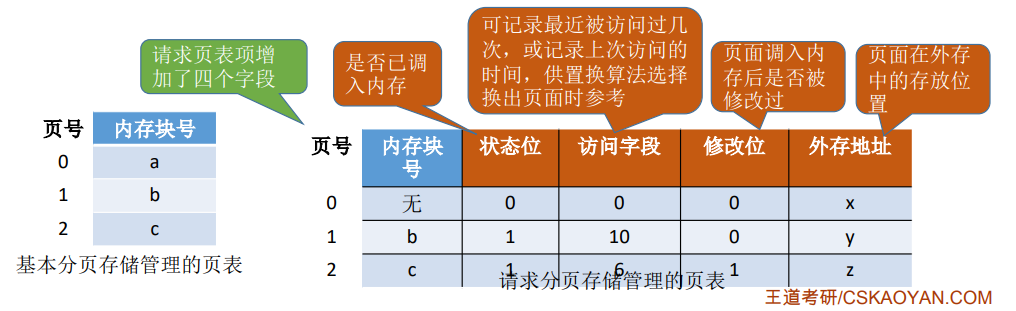 请求页表项增
加了四个字段
是否已调
入内存
可记录最近被访问过几
次，或记录上次访问的
时间，供置换算法选择
换出页面时参考
页面调入内
存后是否被
修改过
页面在外存
中的存放位
置
页号 内存块号
0 a
1 b
2 c
基本分页存储管理的页表
页号 内存块
号 状态位 访问字段 修改位 外存地址
0 无 0 0 0 x
1 b 1 10 0 y
2 c 1 6 1 z
请求分页存储管理的页表
王道考研/CSKAOYAN.COM